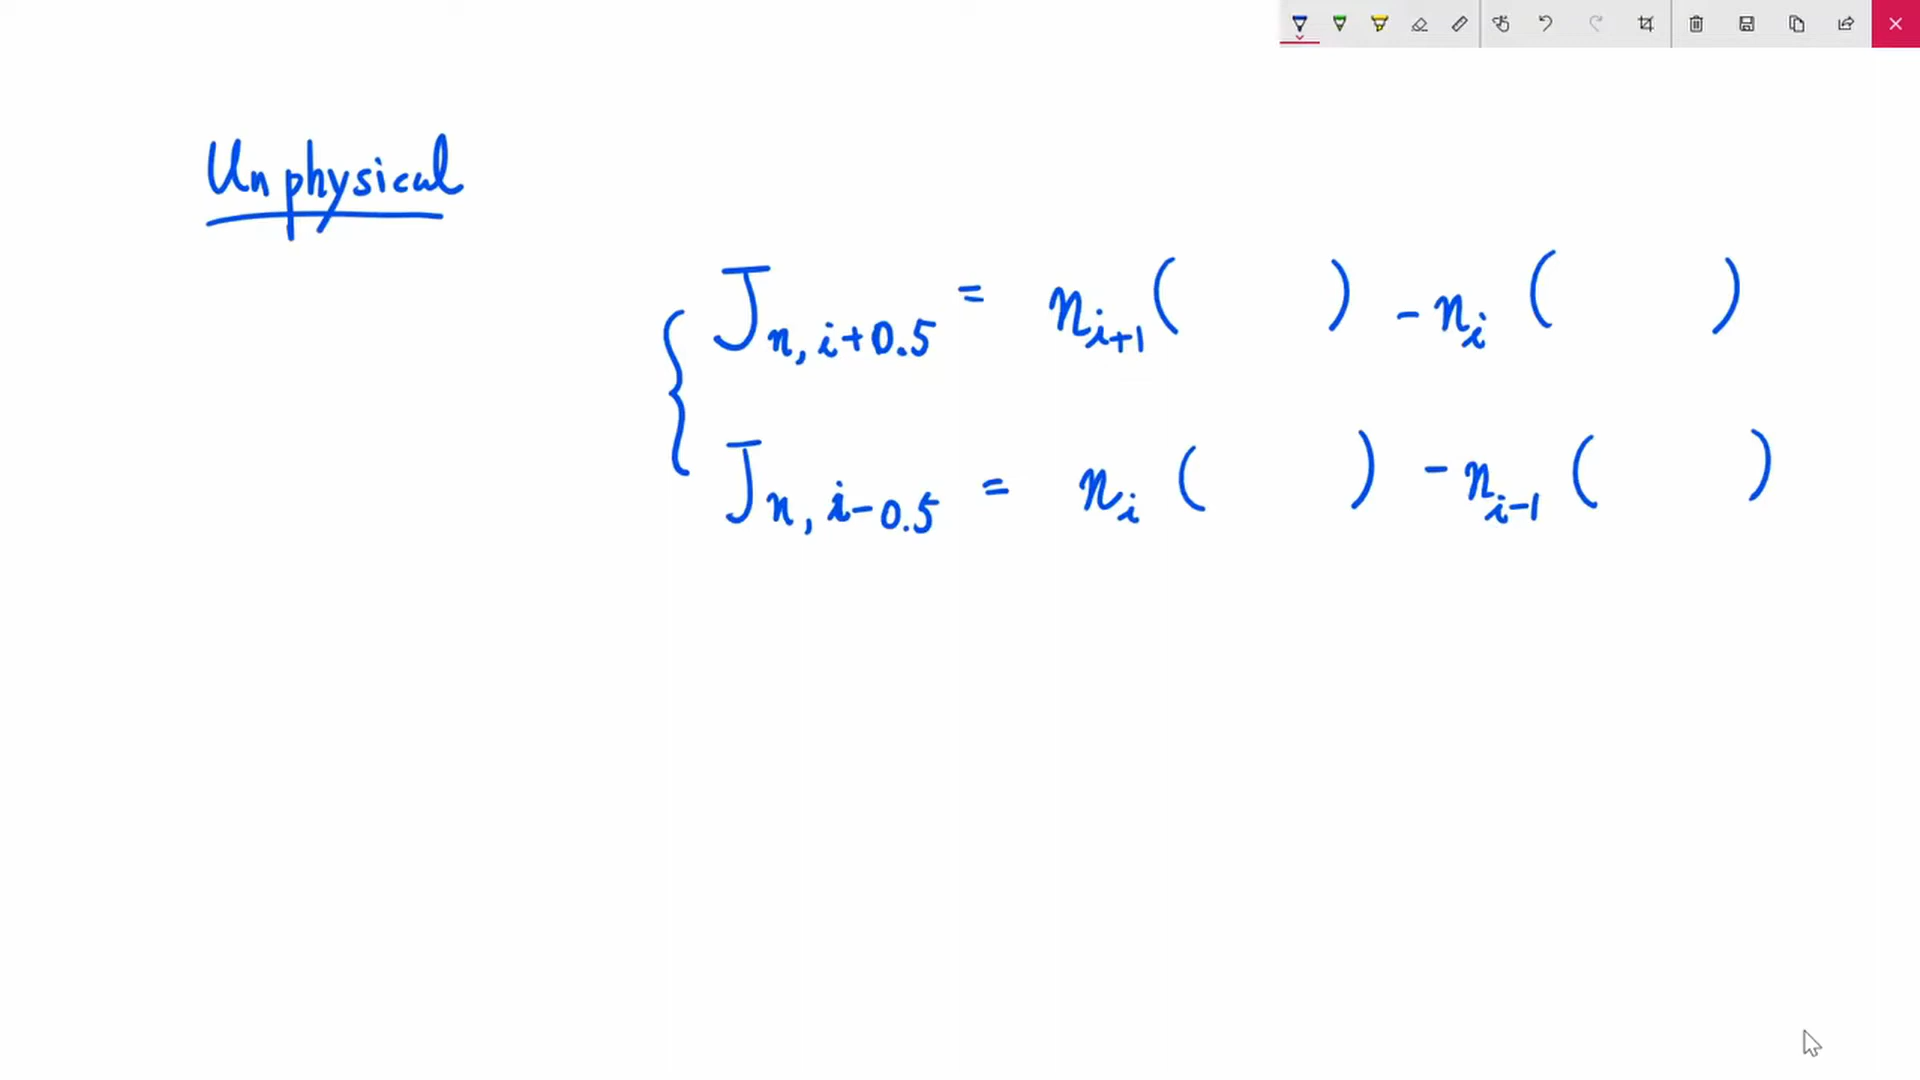 Unphysical
J_{n, i+0.5} = n_{i+1} ( ) - n_i ( )
J_{n, i-0.5} = n_i ( ) - n_{i-1} ( )